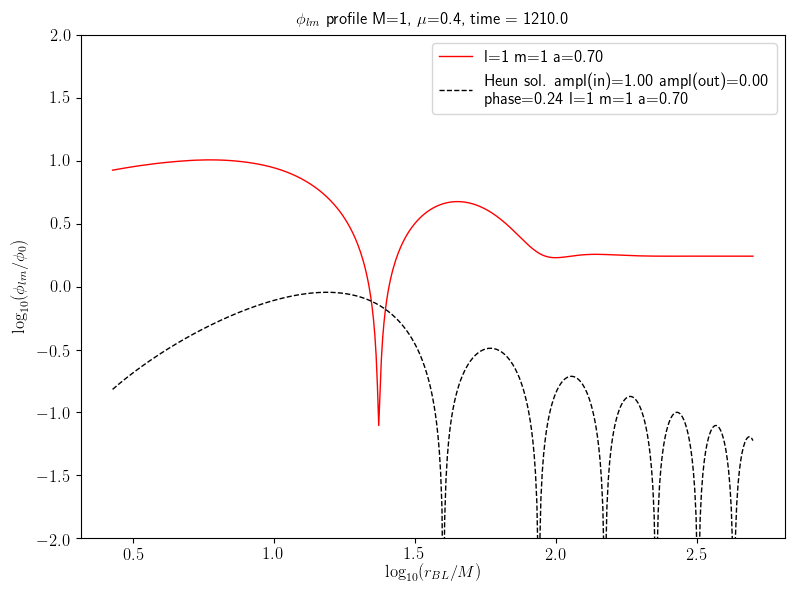 ϕlm profile M=1, μ=0.4, time = 1210.0
l=1 m=1 a=0.70
Heun sol. ampl(in)=1.00 ampl(out)=0.00
phase=0.24 l=1 m=1 a=0.70
2.0
1.5
1.0
0.5
0.0
−0.5
−1.0
−1.5
−2.0
log10(ϕlm/ϕ0)
0.5 1.0 1.5 2.0 2.5
log10(rBL/M)